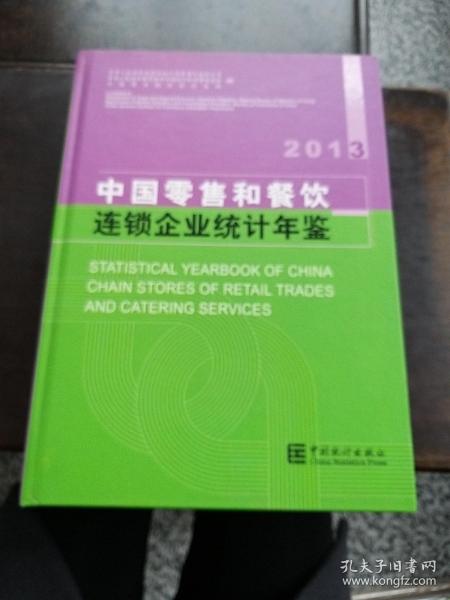 2013
中国零售和餐饮
连锁企业统计年鉴
STATISTICAL YEARBOOK OF CHINA
CHAIN STORES OF RETAIL TRADES
AND CATERING SERVICES
中国统计出版社
China Statistics Press
孔夫子旧书网
www.kongfz.com